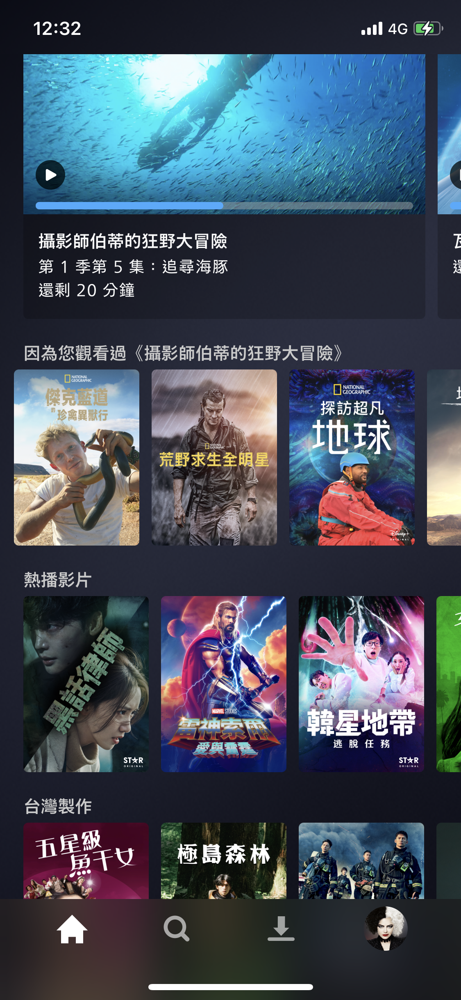 12:32
4G
攝影師伯蒂的狂野大冒險
第 1 季第 5 集：追尋海豚
還剩 20 分鐘
因為您觀看過《攝影師伯蒂的狂野大冒險》
NATIONAL
GEOGRAPHIC
傑克藍道
的 珍禽異獸行
NATIONAL
GEOGRAPHIC
荒野求生全明星
NATIONAL
GEOGRAPHIC
探訪超凡
地球
Disney+
ORIGINAL
熱播影片
黑話律師
STAR
ORIGINAL
MARVEL STUDIOS
雷神索爾
愛與雷霆
韓星地帶
逃脫任務
STAR
ORIGINAL
台灣製作
五星級
魚干女
極島森林